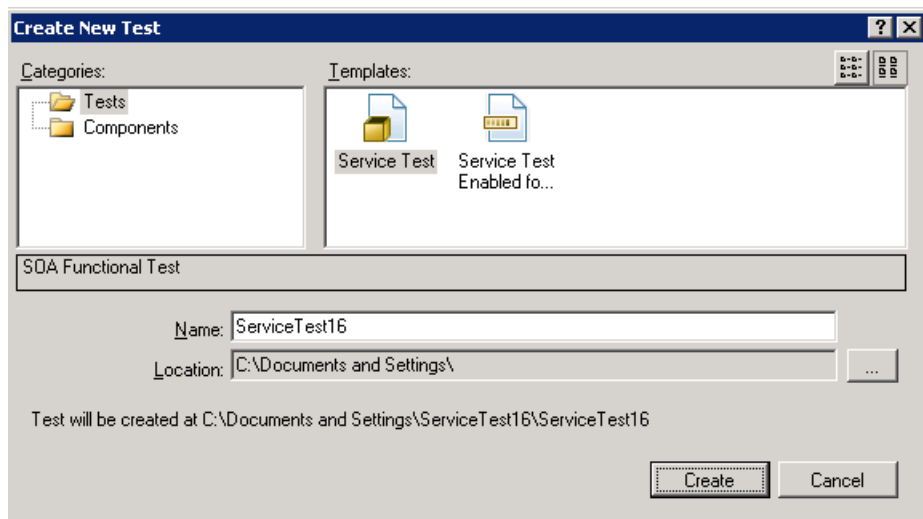 Create New Test
Categories:
Templates:
Tests
Components
Service Test
Service Test
Enabled fo...
SOA Functional Test
Name: ServiceTest16
Location: C:\Documents and Settings\
...
Test will be created at C:\Documents and Settings\ServiceTest16\ServiceTest16
Create
Cancel